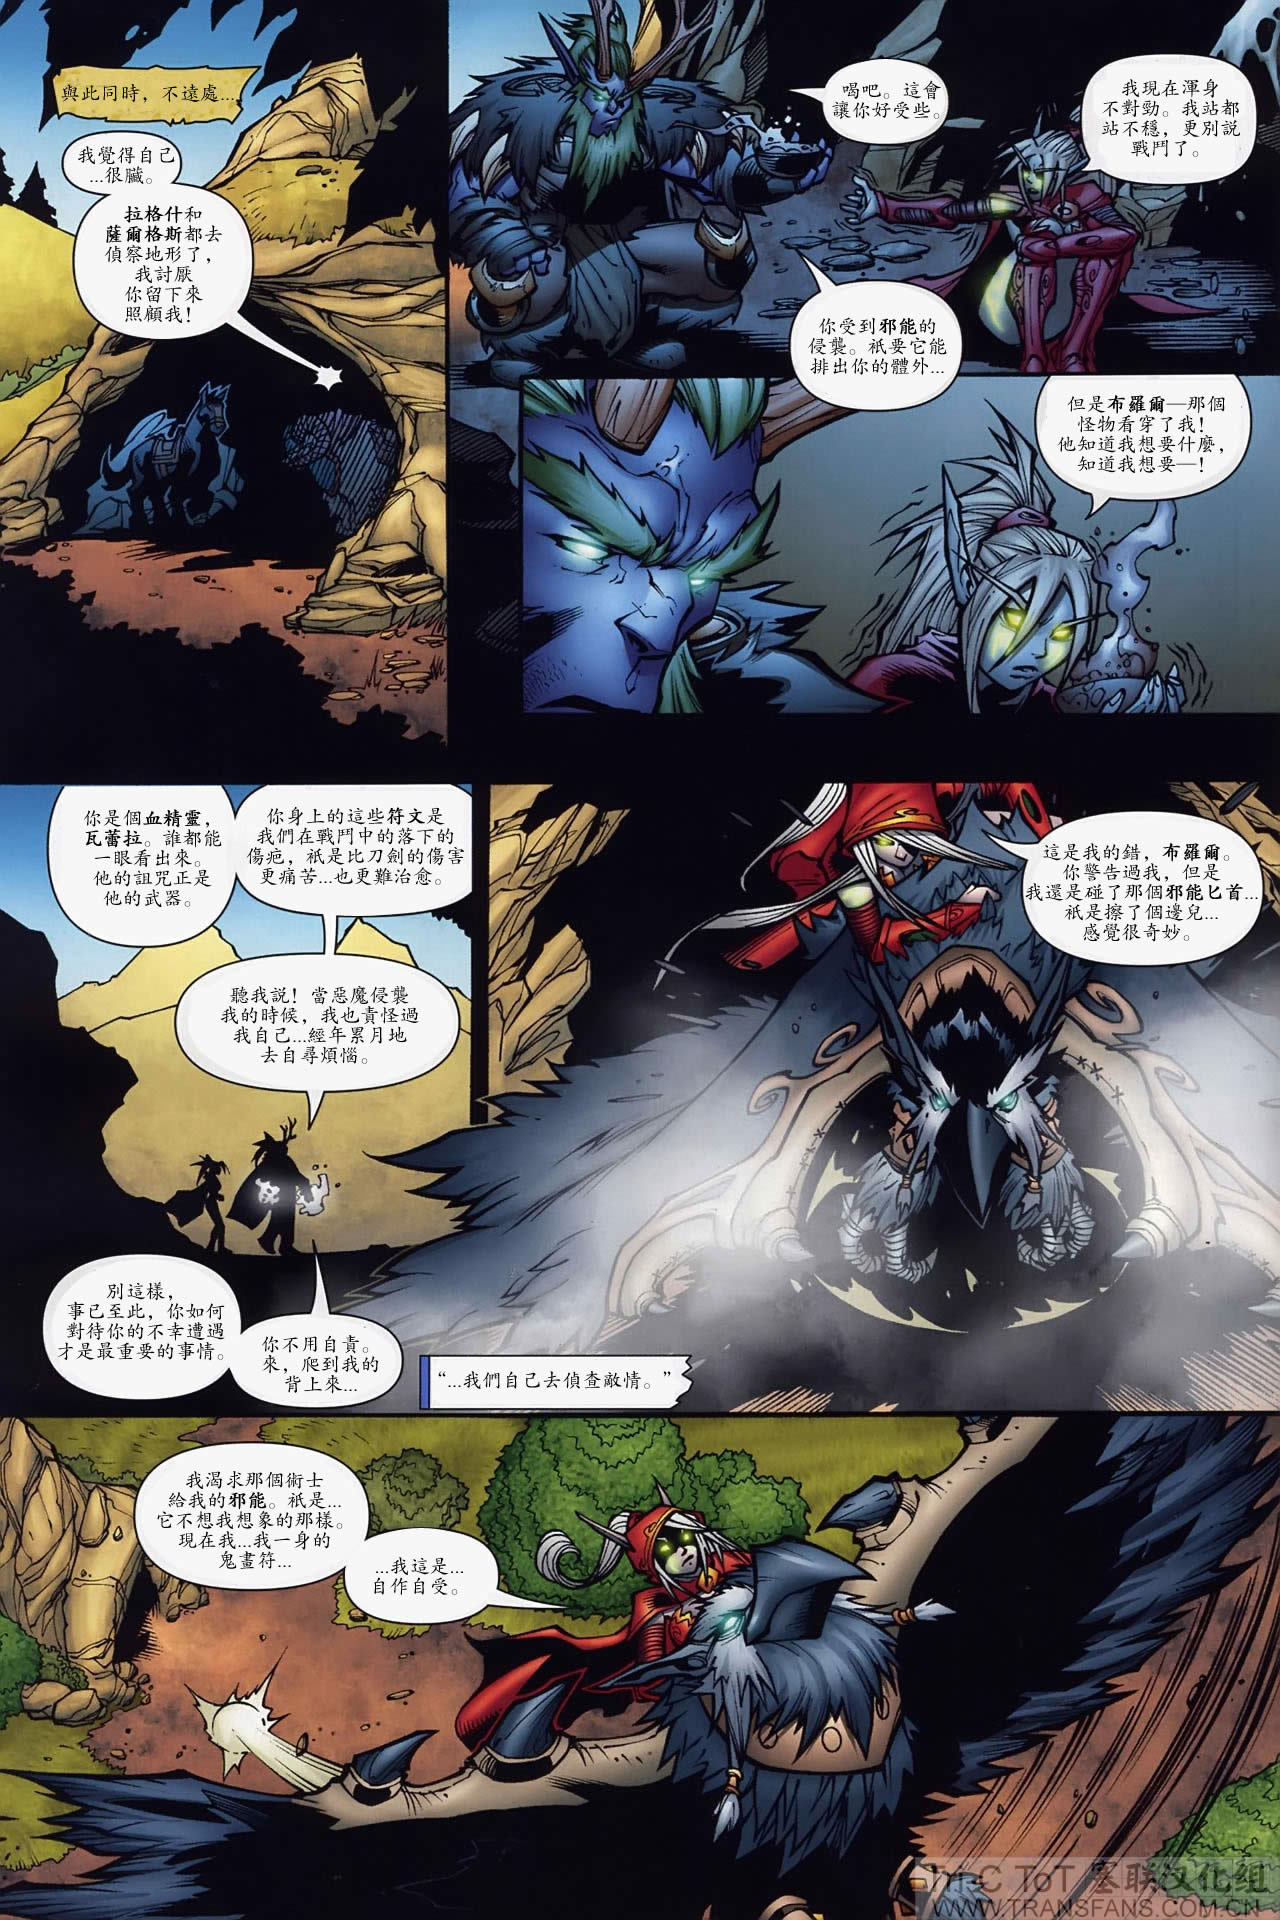 與此同時，不遠處…
我覺得自己
…很臟。
拉格什和
薩爾格斯都去
偵察地形了，
我討厭
你留下來
照顧我！
喝吧。這會
讓你好受些。
我現在渾身
不對勁。我站都
站不穩，更別説
戰鬥了。
你受到邪能的
侵襲。衹要它能
排出你的體外…
但是布羅爾—那個
怪物看穿了我！
他知道我想要什麼，
知道我想要—！
你是個血精靈，
瓦蕾拉。誰都能
一眼看出來。
他的詛咒正是
他的武器。
你身上的這些符文是
我們在戰鬥中的落下的
傷疤，衹是比刀劍的傷害
更痛苦…也更難治愈。
聽我説！當惡魔侵襲
我的時候，我也責怪過
我自己…經年累月地
去自尋煩惱。
別這樣，
事已至此，你如何
對待你的不幸遭遇
才是最重要的事情。
你不用自責。
來，爬到我的
背上來…
這是我的錯，布羅爾。
你警告過我，但是
我還是碰了那個邪能匕首…
衹是擦了個邊兒…
感覺很奇妙。
“…我們自己去偵查敵情。”
我渴求那個術士
給我的邪能。衹是…
它不想我想象的那樣。
現在我…我一身的
鬼畫符…
…我這是…
自作自受。
TH-C ToT 塞联汉化组
WWW.TRANSFANS.COM.CN